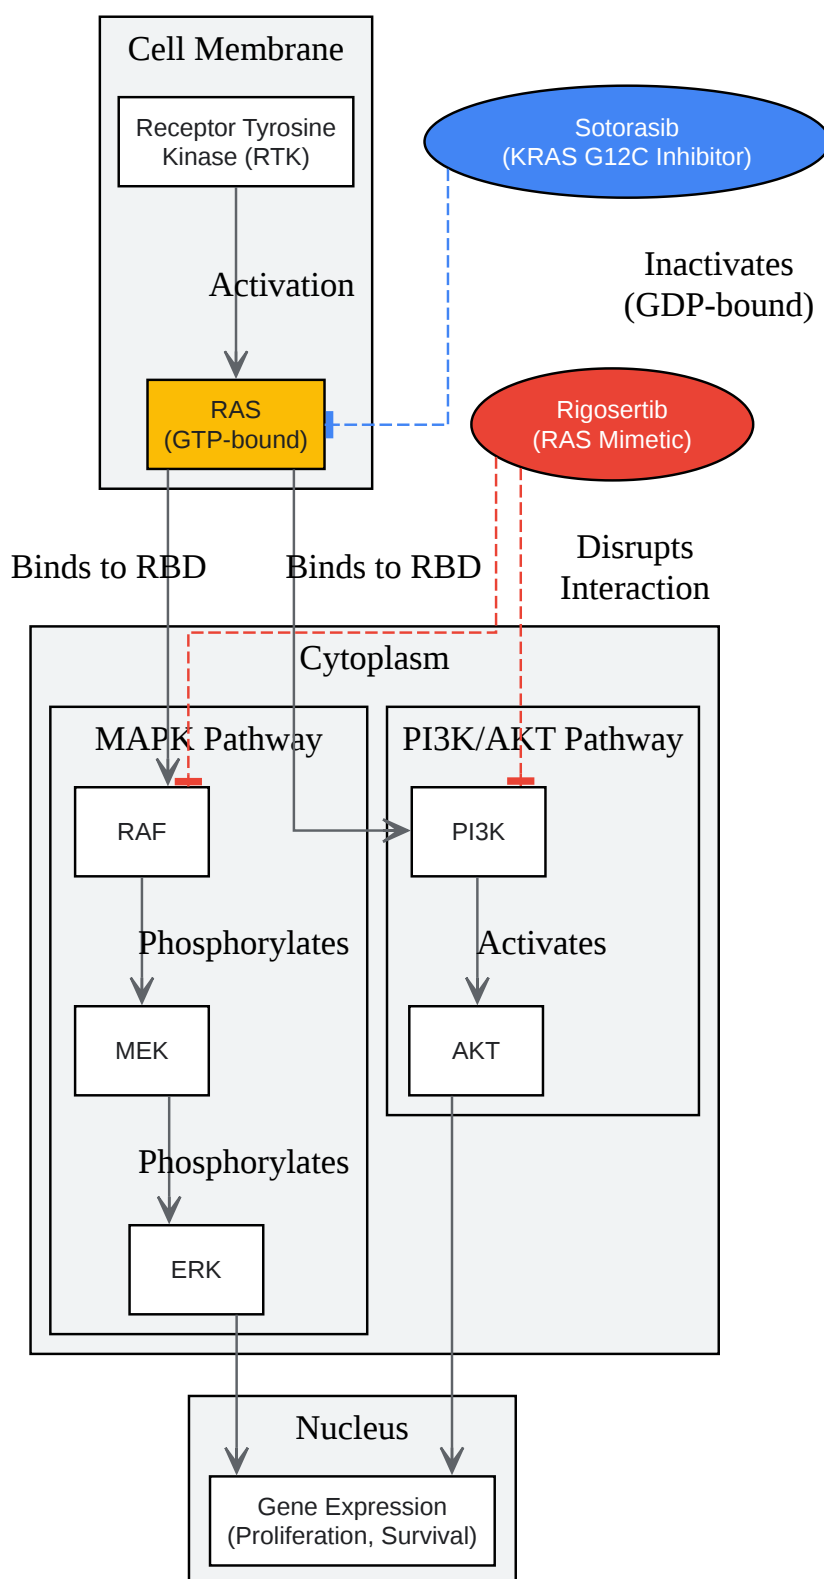 Cell Membrane
Receptor Tyrosine
Kinase (RTK)
Sotorasib
(KRAS G12C Inhibitor)
Activation
Inactivates
(GDP-bound)
RAS
(GTP-bound)
Rigosertib
(RAS Mimetic)
Binds to RBD
Binds to RBD
Disrupts
Interaction
Cytoplasm
MAPK Pathway
PI3K/AKT Pathway
RAF
PI3K
Phosphorylates
Activates
MEK
AKT
Phosphorylates
ERK
Nucleus
Gene Expression
(Proliferation, Survival)